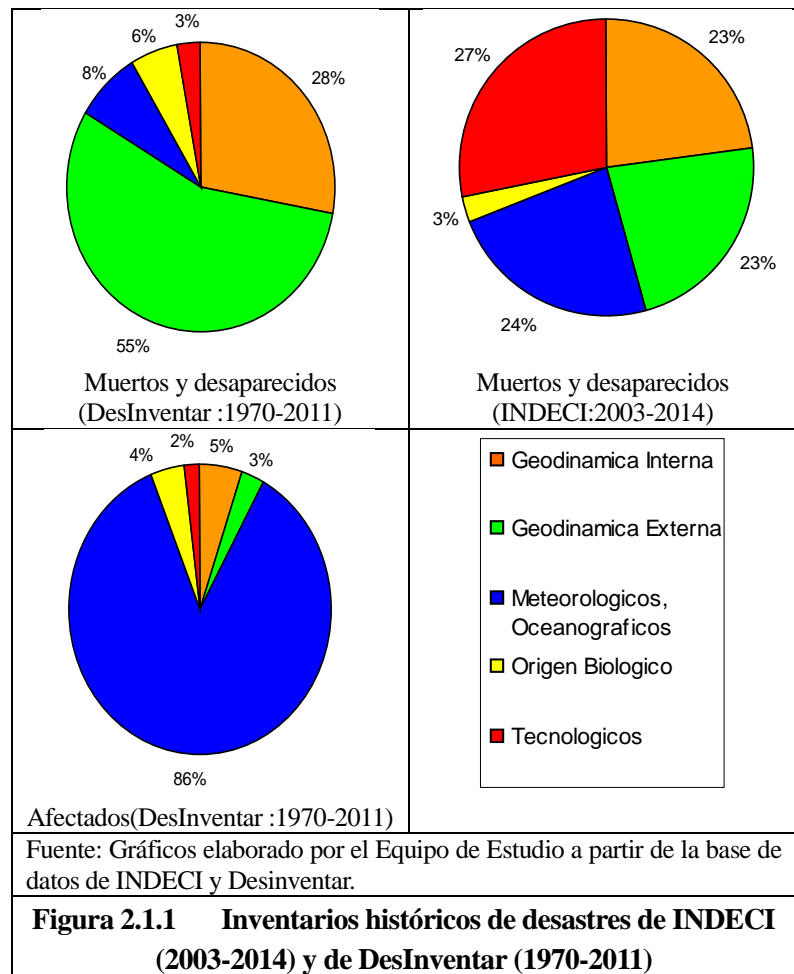 3%
6%
8%
28%
55%
Muertos y desaparecidos
(DesInventar :1970-2011)
27%
23%
3%
23%
24%
Muertos y desaparecidos
(INDECI:2003-2014)
4%
2%
5%
3%
86%
Afectados(DesInventar :1970-2011)
Geodinamica Interna
Geodinamica Externa
Meteorologicos,
Oceanograficos
Origen Biologico
Tecnologicos
Fuente: Gráficos elaborado por el Equipo de Estudio a partir de la base de
datos de INDECI y Desinventar.
Figura 2.1.1 Inventarios históricos de desastres de INDECI
(2003-2014) y de DesInventar (1970-2011)